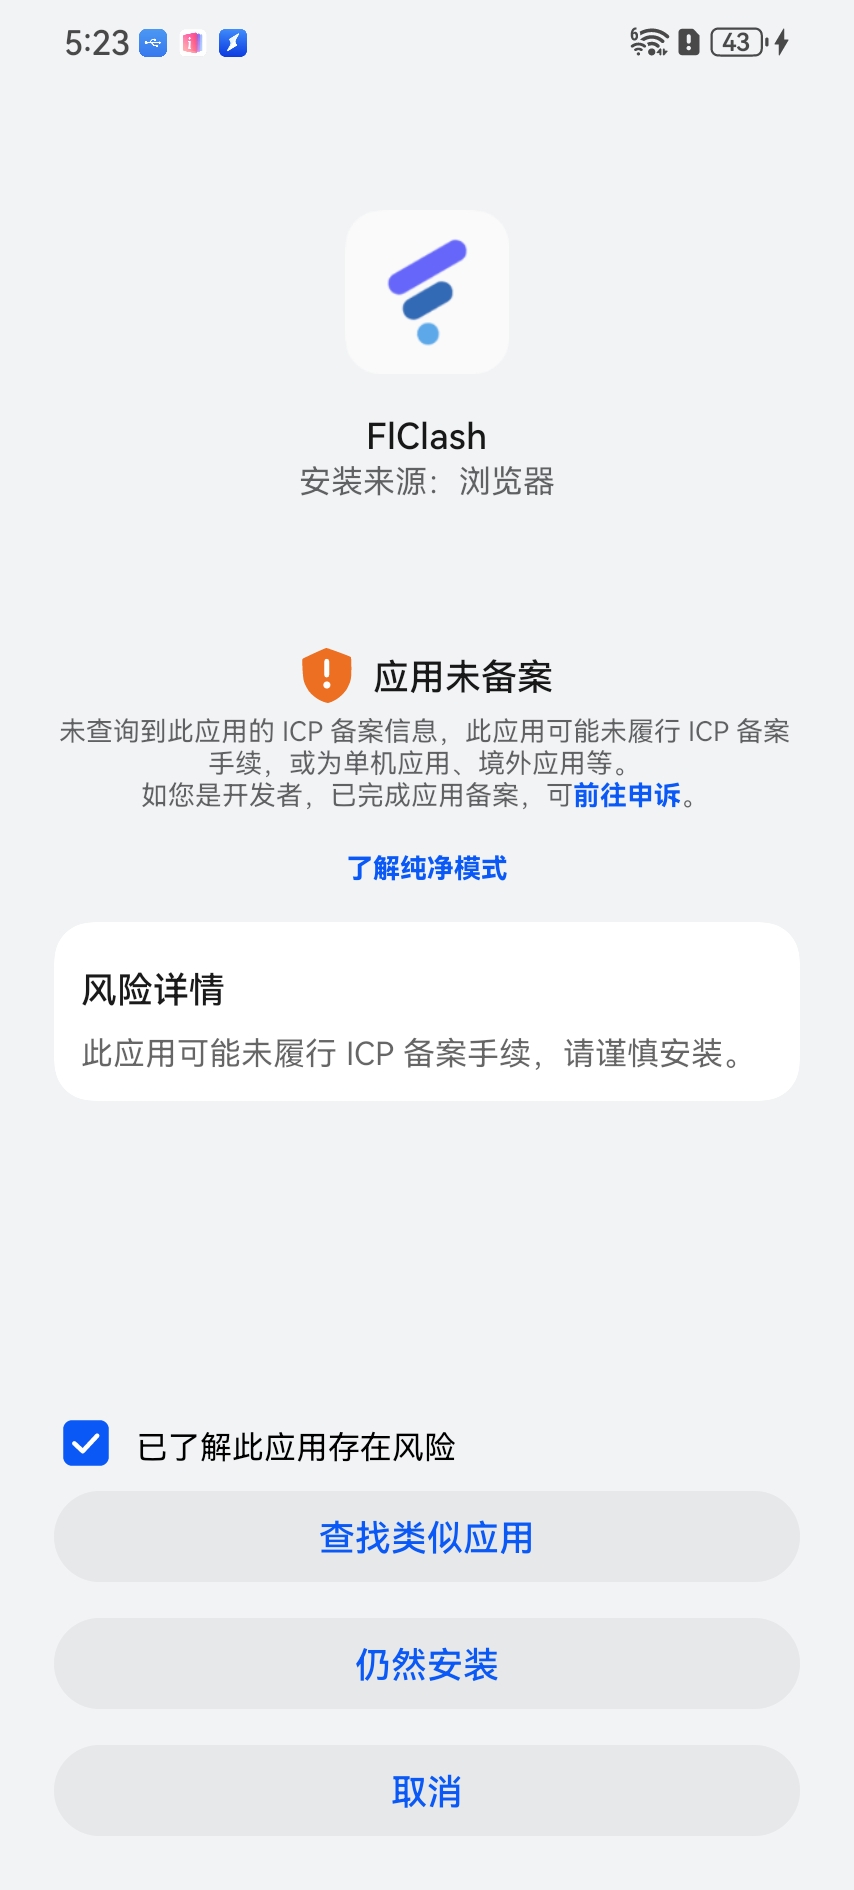 5:23
6
43
FlClash
安装来源：浏览器
应用未备案
未查询到此应用的 ICP 备案信息，此应用可能未履行 ICP 备案
手续，或为单机应用、境外应用等。
如您是开发者，已完成应用备案，可前往申诉。
了解纯净模式
风险详情
此应用可能未履行 ICP 备案手续，请谨慎安装。
已了解此应用存在风险
查找类似应用
仍然安装
取消